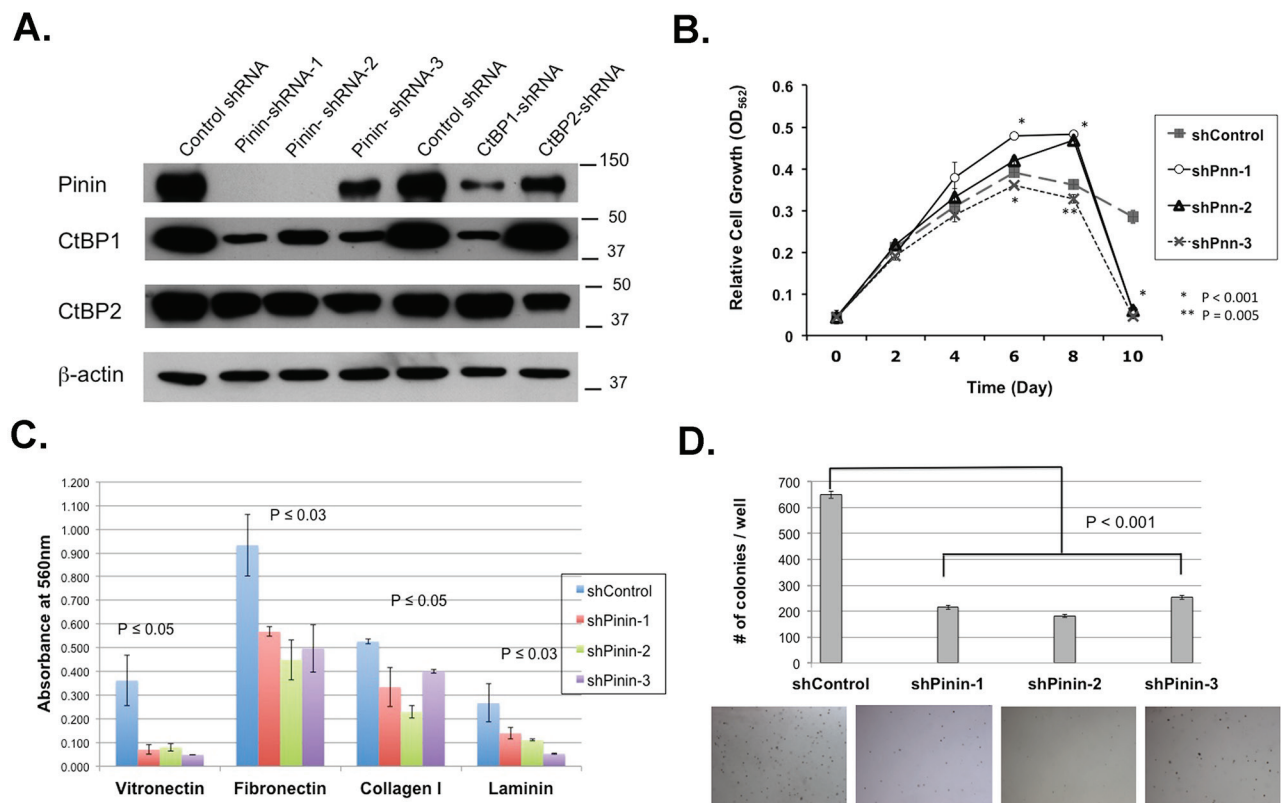 A.
Control shRNA
Pinin-shRNA-1
Pinin- shRNA-2
Pinin- shRNA-3
Control shRNA
CtBP1-shRNA
CtBP2-shRNA
Pinin
150
CtBP1
50
37
CtBP2
50
37
β-actin
37
B.
Relative Cell Growth (OD562)
0.6
0.5
0.4
0.3
0.2
0.1
0
*
*
*
**
*
0 2 4 6 8 10
Time (Day)
shControl
shPnn-1
shPnn-2
shPnn-3
* P < 0.001
** P = 0.005
C.
Absorbance at 560nm
1.200
1.100
1.000
0.900
0.800
0.700
0.600
0.500
0.400
0.300
0.200
0.100
0.000
P ≤ 0.05
P ≤ 0.03
P ≤ 0.05
P ≤ 0.03
Vitronectin Fibronectin Collagen I Laminin
shControl
shPinin-1
shPinin-2
shPinin-3
D.
# of colonies / well
700
600
500
400
300
200
100
0
P < 0.001
shControl shPinin-1 shPinin-2 shPinin-3